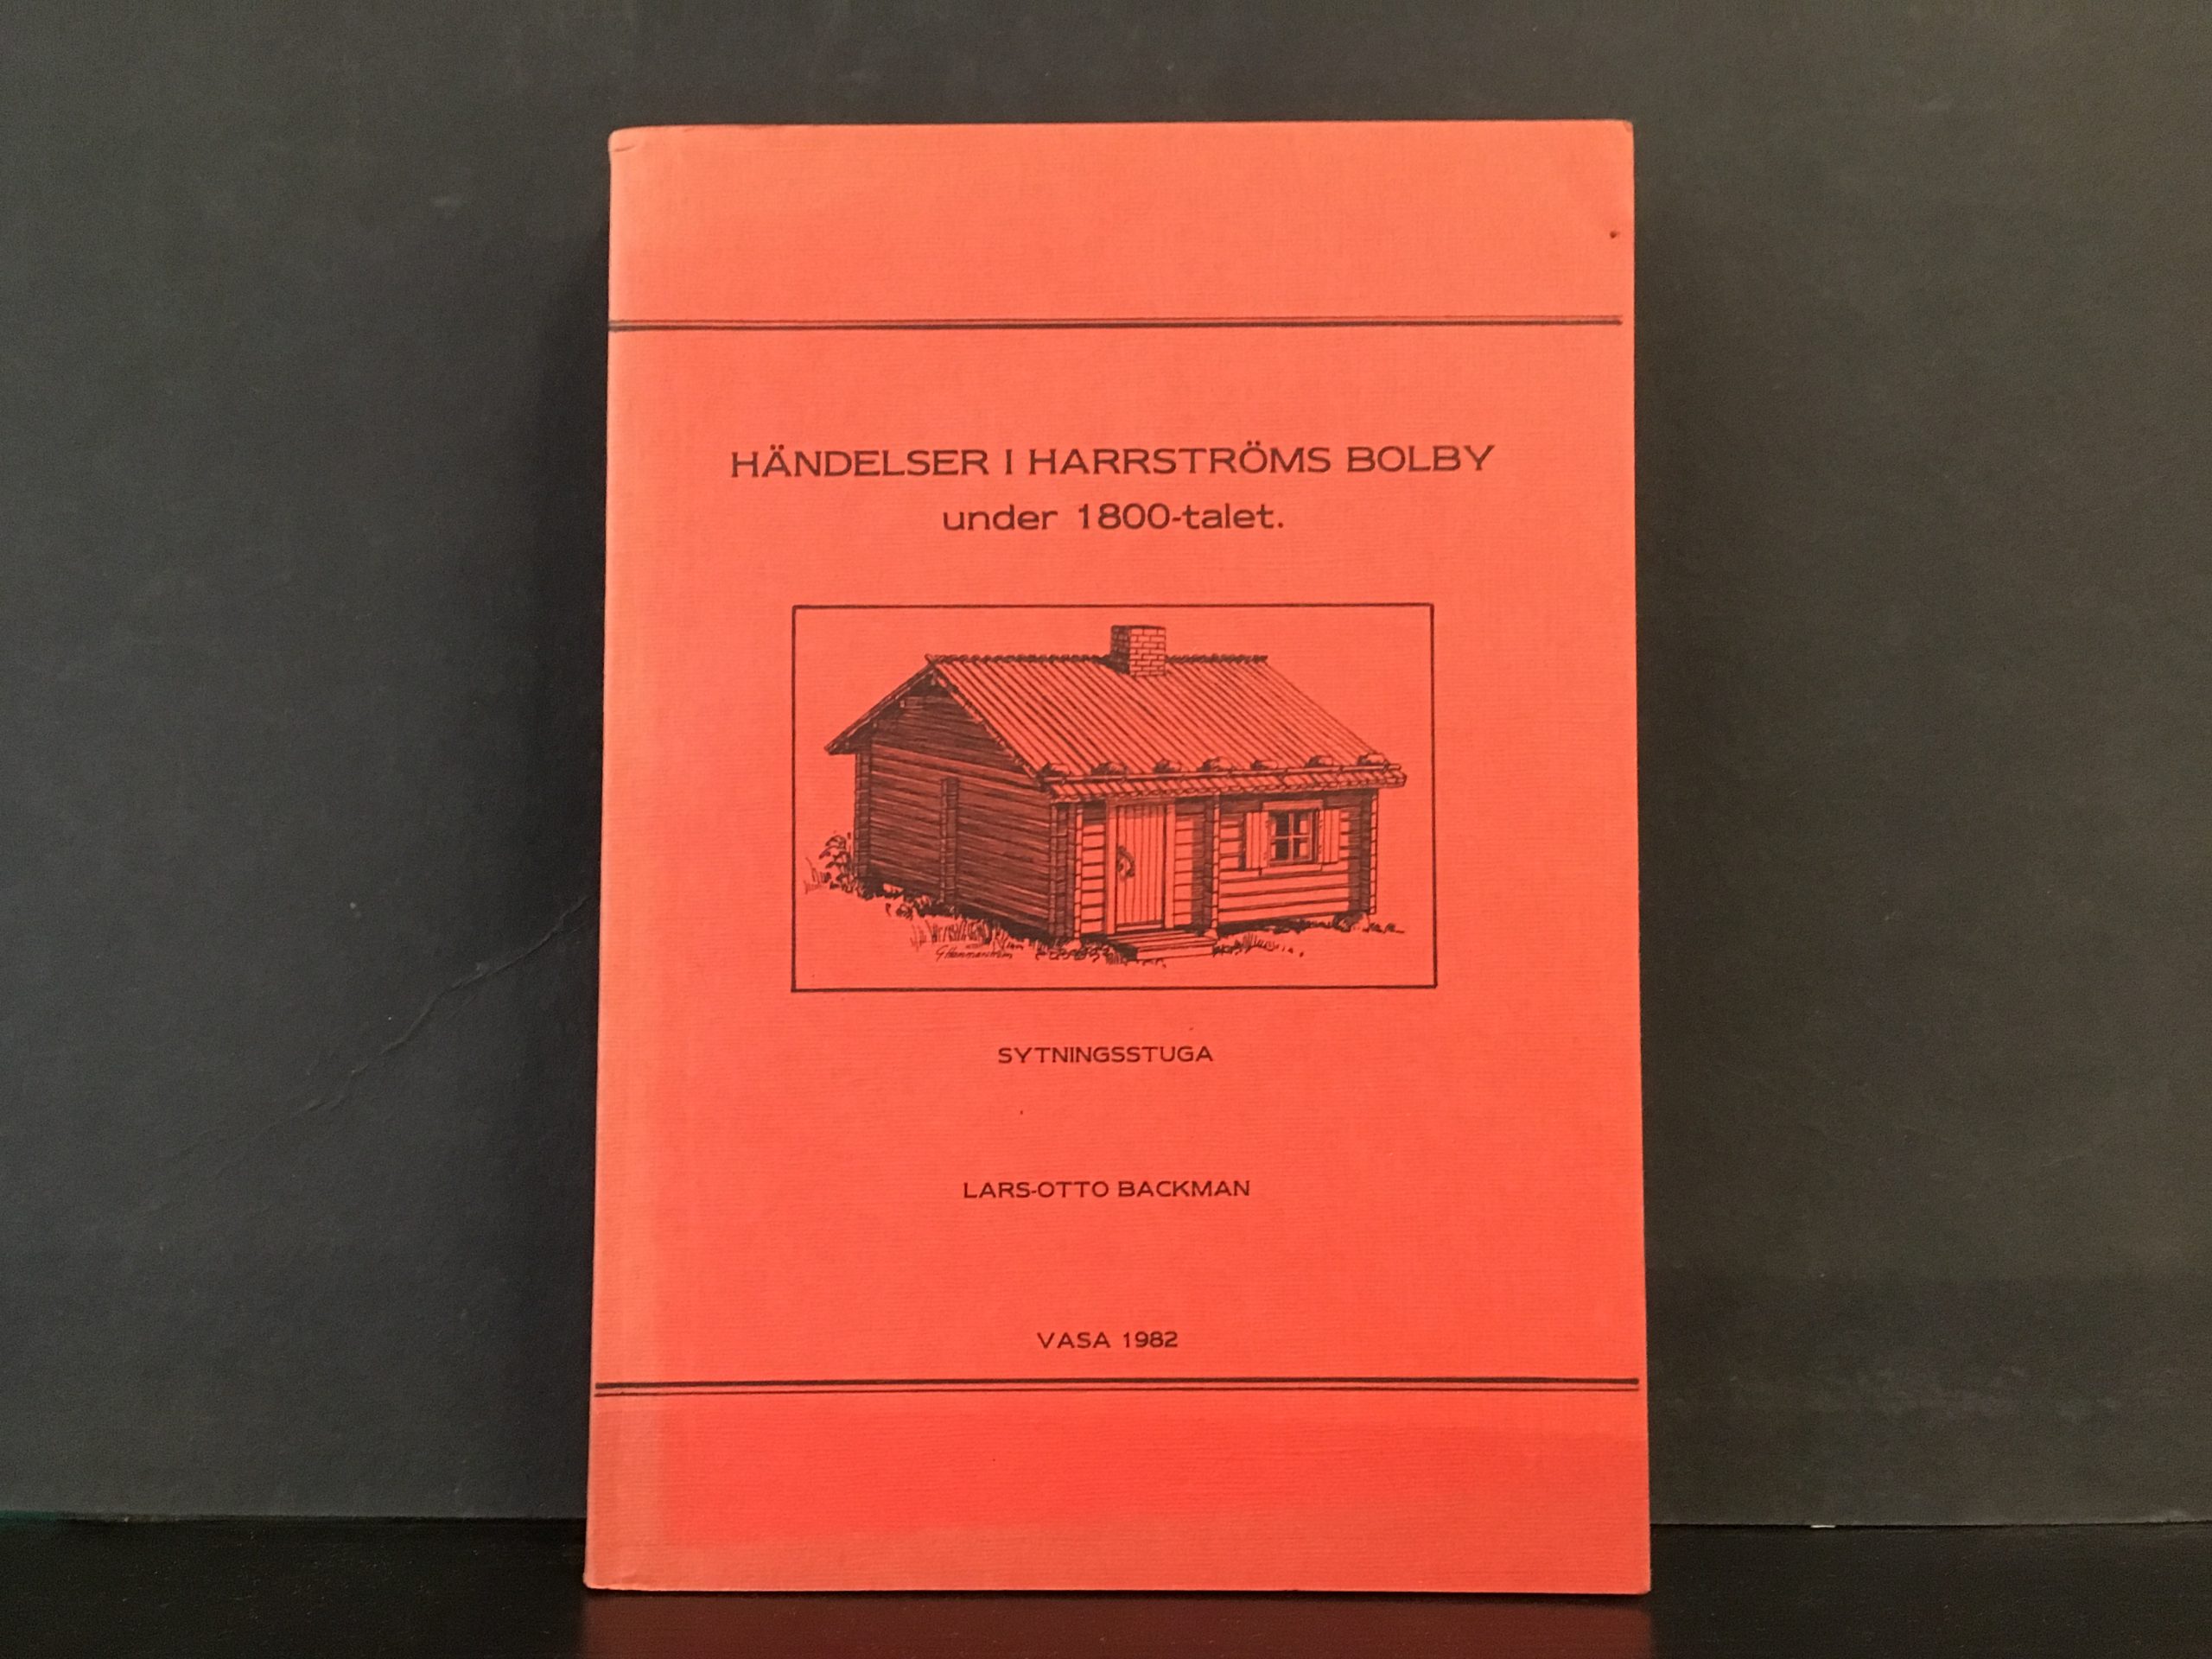 HÄNDELSER I HARRSTRÖMS BOLBY
under 1800-talet.
SYTNINGSSTUGA
LARS-OTTO BACKMAN
VASA 1982